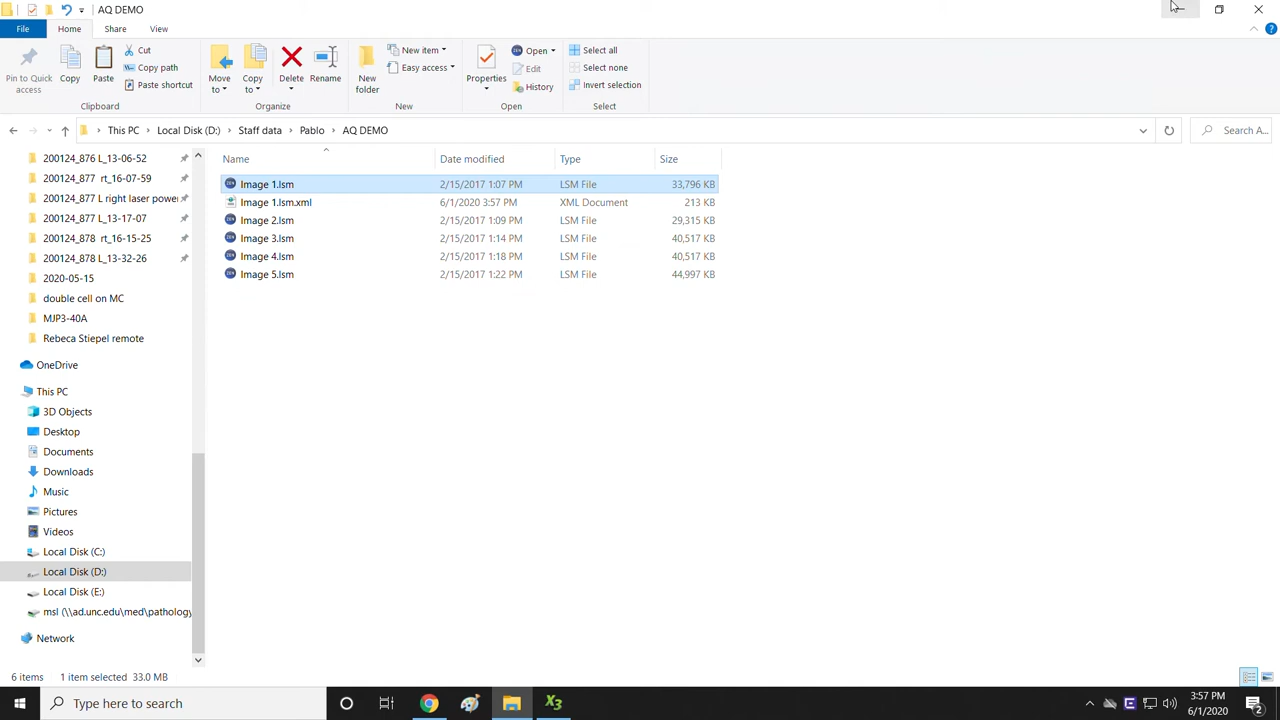 AQ DEMO
File Home Share View
Pin to Quick access
Copy
Paste
Cut
Copy path
Paste shortcut
Clipboard
Move to
Copy to
Delete
Rename
Organize
New folder
New item
Easy access
New
Properties
Open
Edit
History
Open
Select all
Select none
Invert selection
Select
This PC > Local Disk (D:) > Staff data > Pablo > AQ DEMO
Search A...
Name Date modified Type Size
Image 1.lsm 2/15/2017 1:07 PM LSM File 33,796 KB
Image 1.lsm.xml 6/1/2020 3:57 PM XML Document 213 KB
Image 2.lsm 2/15/2017 1:09 PM LSM File 29,315 KB
Image 3.lsm 2/15/2017 1:14 PM LSM File 40,517 KB
Image 4.lsm 2/15/2017 1:18 PM LSM File 40,517 KB
Image 5.lsm 2/15/2017 1:22 PM LSM File 44,997 KB
200124_876 L_13-06-52
200124_877 rt_16-07-59
200124_877 L right laser power
200124_877 L_13-17-07
200124_878 rt_16-15-25
200124_878 L_13-32-26
2020-05-15
double cell on MC
MJP3-40A
Rebeca Stiepel remote
OneDrive
This PC
3D Objects
Desktop
Documents
Downloads
Music
Pictures
Videos
Local Disk (C:)
Local Disk (D:)
Local Disk (E:)
msl (\\ad.unc.edu\med\pathology
Network
6 items 1 item selected 33.0 MB
Type here to search
3:57 PM
6/1/2020
2